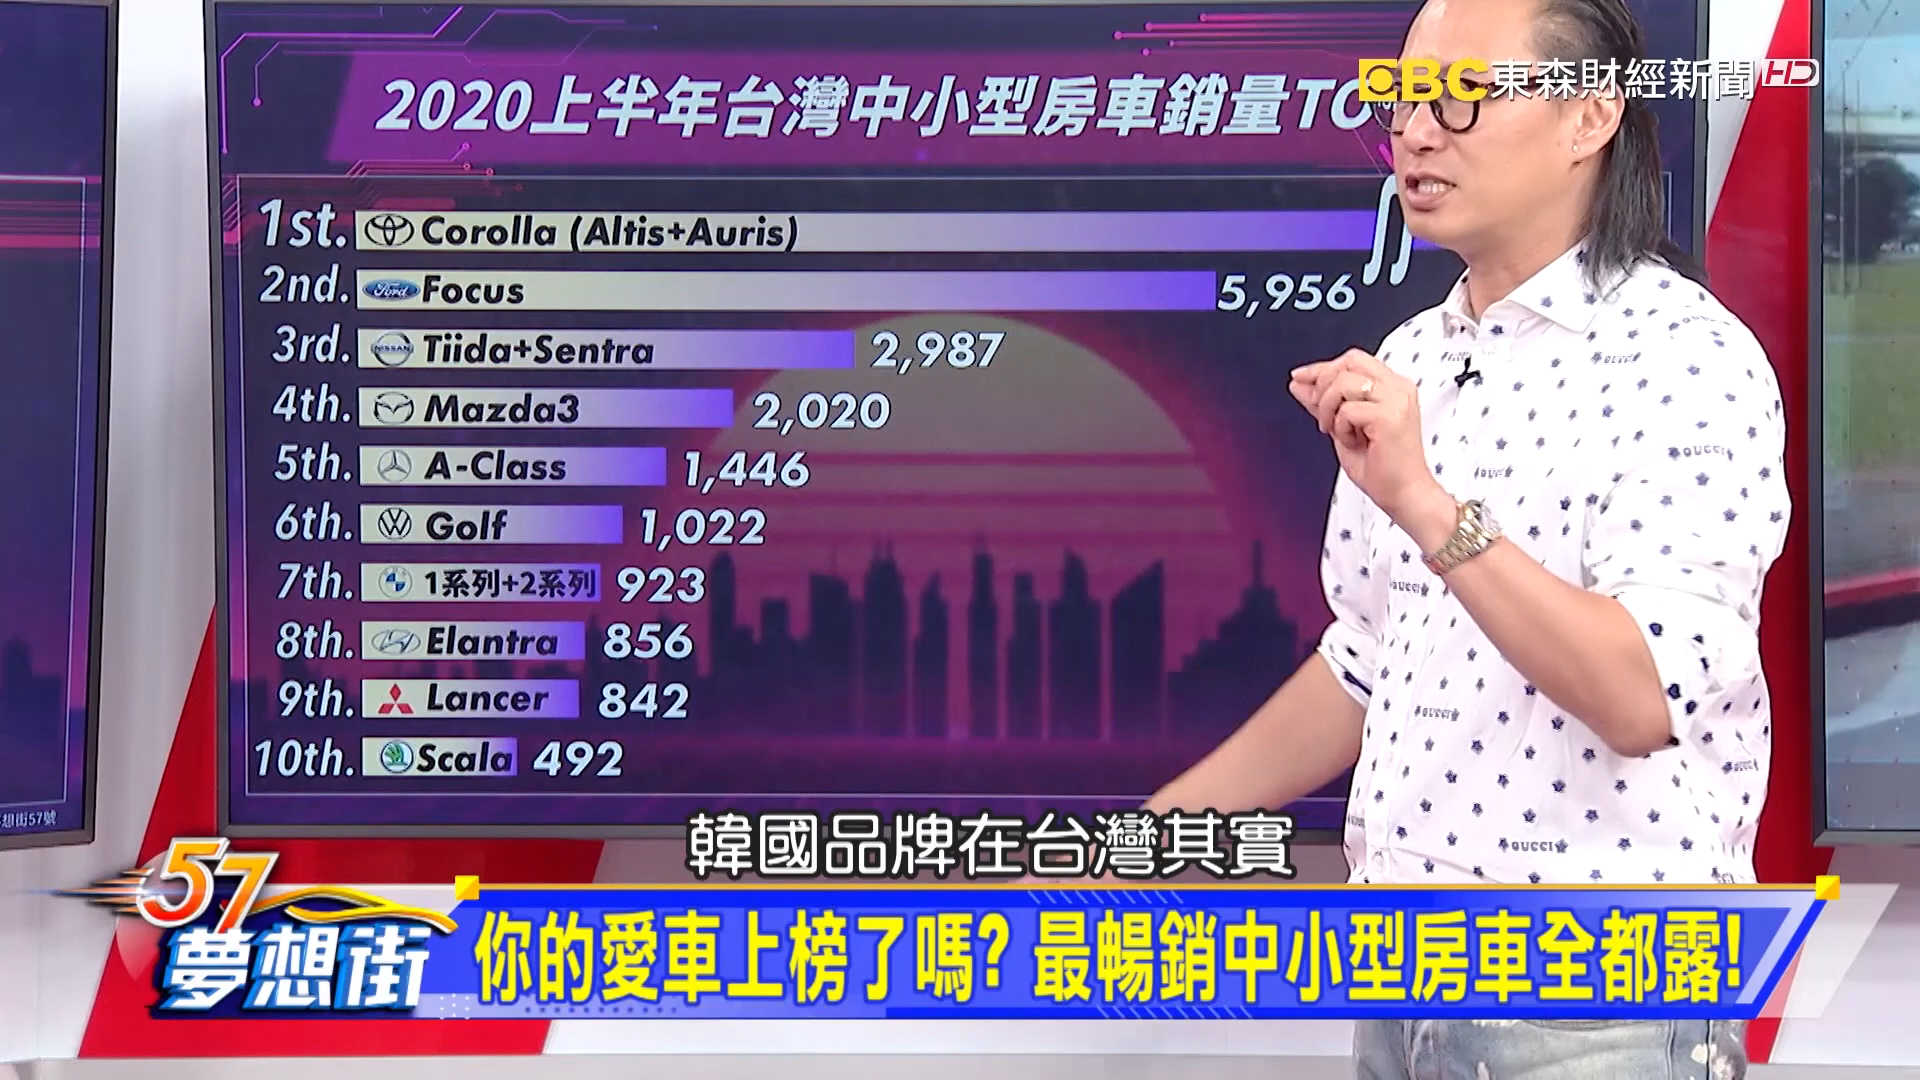 EBC東森財經新聞HD
2020上半年台灣中小型房車銷量TO
1st. Corolla (Altis+Auris)
2nd. Ford Focus 5,956
3rd. NISSAN Tiida+Sentra 2,987
4th. Mazda3 2,020
5th. A-Class 1,446
6th. Golf 1,022
7th. 1系列+2系列 923
8th. Elantra 856
9th. Lancer 842
10th. Scala 492
想街57號
韓國品牌在台灣其實
57夢想街
你的愛車上榜了嗎? 最暢銷中小型房車全都露!